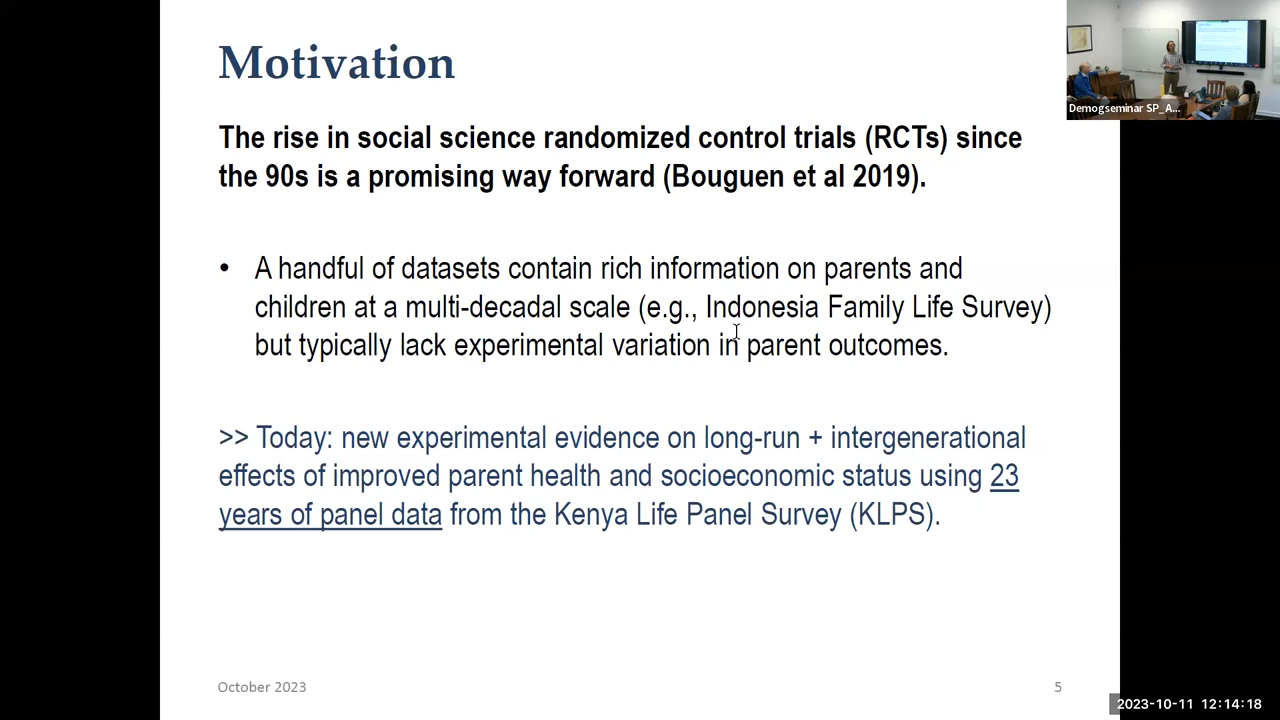 Motivation
The rise in social science randomized control trials (RCTs) since
the 90s is a promising way forward (Bouguen et al 2019).
• A handful of datasets contain rich information on parents and
children at a multi-decadal scale (e.g., Indonesia Family Life Survey)
but typically lack experimental variation in parent outcomes.
>> Today: new experimental evidence on long-run + intergenerational
effects of improved parent health and socioeconomic status using 23
years of panel data from the Kenya Life Panel Survey (KLPS).
October 2023
5
Demogseminar SP_A...
2023-10-11 12:14:18